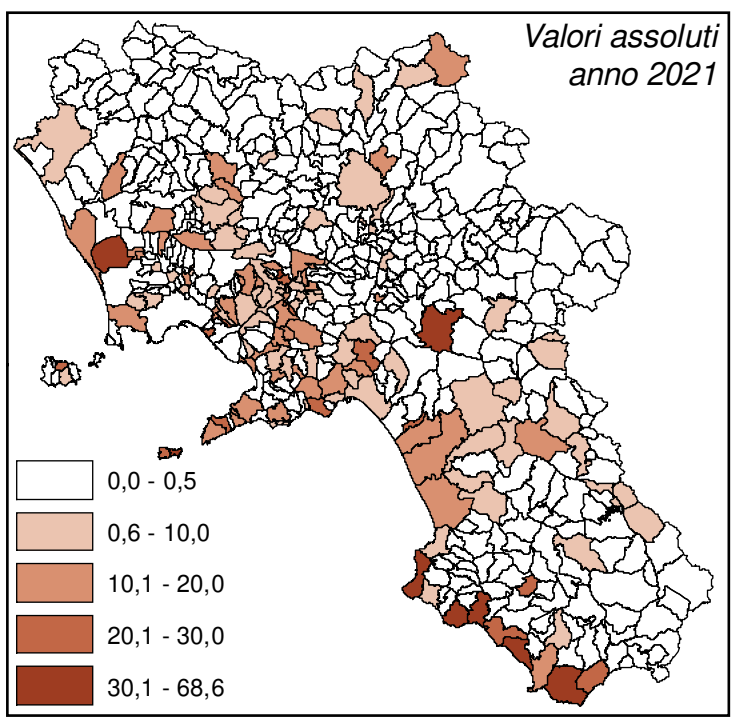 Valori assoluti
anno 2021
0,0 - 0,5
0,6 - 10,0
10,1 - 20,0
20,1 - 30,0
30,1 - 68,6